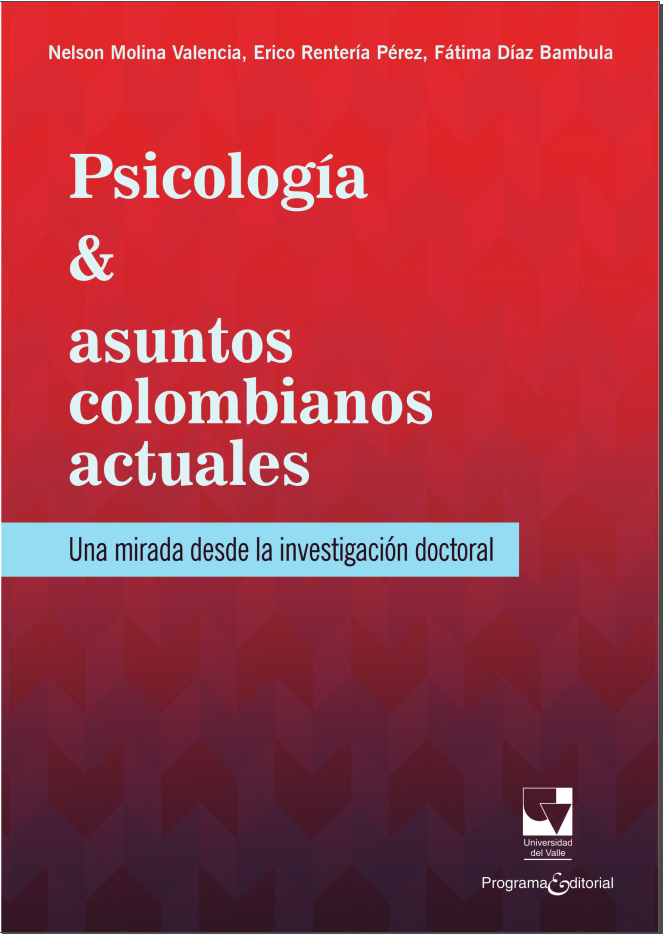 Nelson Molina Valencia, Erico Rentería Pérez, Fátima Díaz Bambula
Psicología
&
asuntos
colombianos
actuales
Una mirada desde la investigación doctoral
Universidad
del Valle
Programa Editorial